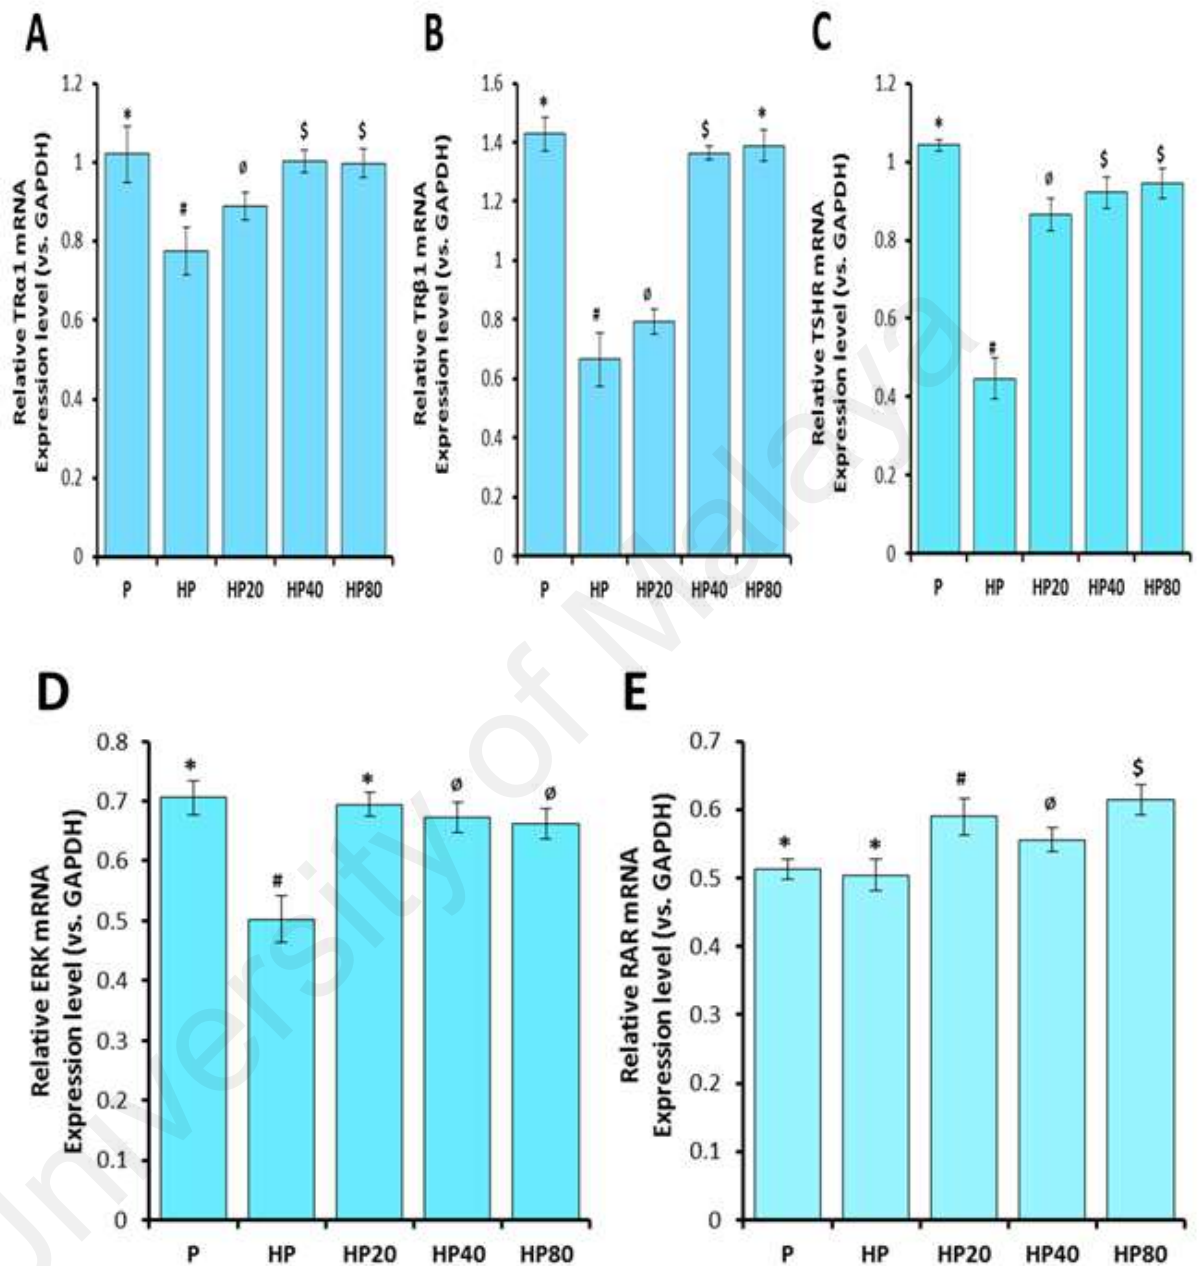 A
Relative TRα1 mRNA
Expression level (vs. GAPDH)
1.2
1
0.8
0.6
0.4
0.2
0
*
#
ø
$
$
P HP HP20 HP40 HP80
B
Relative TRβ1 mRNA
Expression level (vs. GAPDH)
1.6
1.4
1.2
1
0.8
0.6
0.4
0.2
0
*
#
ø
$
*
P HP HP20 HP40 HP80
C
Relative TSHR mRNA
Expression level (vs. GAPDH)
1.2
1
0.8
0.6
0.4
0.2
0
*
#
ø
$
$
P HP HP20 HP40 HP80
D
Relative ERK mRNA
Expression level (vs. GAPDH)
0.8
0.7
0.6
0.5
0.4
0.3
0.2
0.1
0
*
#
*
ø
ø
P HP HP20 HP40 HP80
E
Relative RAR mRNA
Expression level (vs. GAPDH)
0.7
0.6
0.5
0.4
0.3
0.2
0.1
0
*
*
#
ø
$
P HP HP20 HP40 HP80
University of Malaya